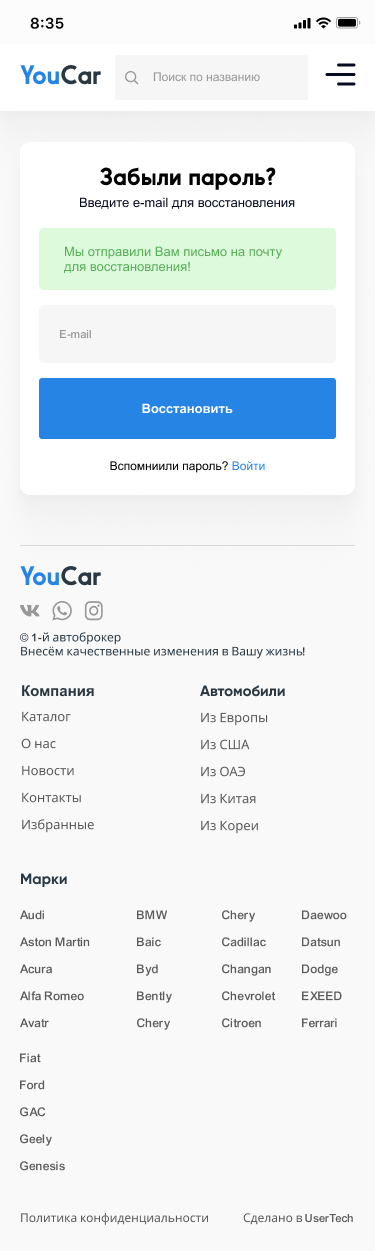 8:35
YouCar
Поиск по названию
Забыли пароль?
Введите e-mail для восстановления
Мы отправили Вам письмо на почту
для восстановления!
E-mail
Восстановить
Вспомниили пароль? Войти
YouCar
© 1-й автоброкер
Внесём качественные изменения в Вашу жизнь!
Компания
Каталог
О нас
Новости
Контакты
Избранные
Автомобили
Из Европы
Из США
Из ОАЭ
Из Китая
Из Кореи
Марки
Audi
Aston Martin
Acura
Alfa Romeo
Avatr
BMW
Baic
Byd
Bently
Chery
Chery
Cadillac
Changan
Chevrolet
Citroen
Daewoo
Datsun
Dodge
EXEED
Ferrari
Fiat
Ford
GAC
Geely
Genesis
Политика конфиденциальности
Сделано в UserTech